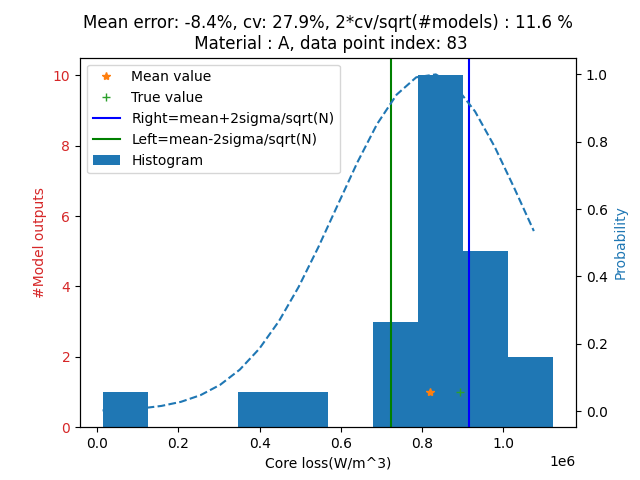 Mean error: -8.4%, cv: 27.9%, 2*cv/sqrt(#models) : 11.6 %
Material : A, data point index: 83
Mean value
True value
Right=mean+2sigma/sqrt(N)
Left=mean-2sigma/sqrt(N)
Histogram
#Model outputs
10
8
6
4
2
0
1.0
0.8
0.6
0.4
0.2
0.0
Probability
0.0 0.2 0.4 0.6 0.8 1.0
1e6
Core loss(W/m^3)